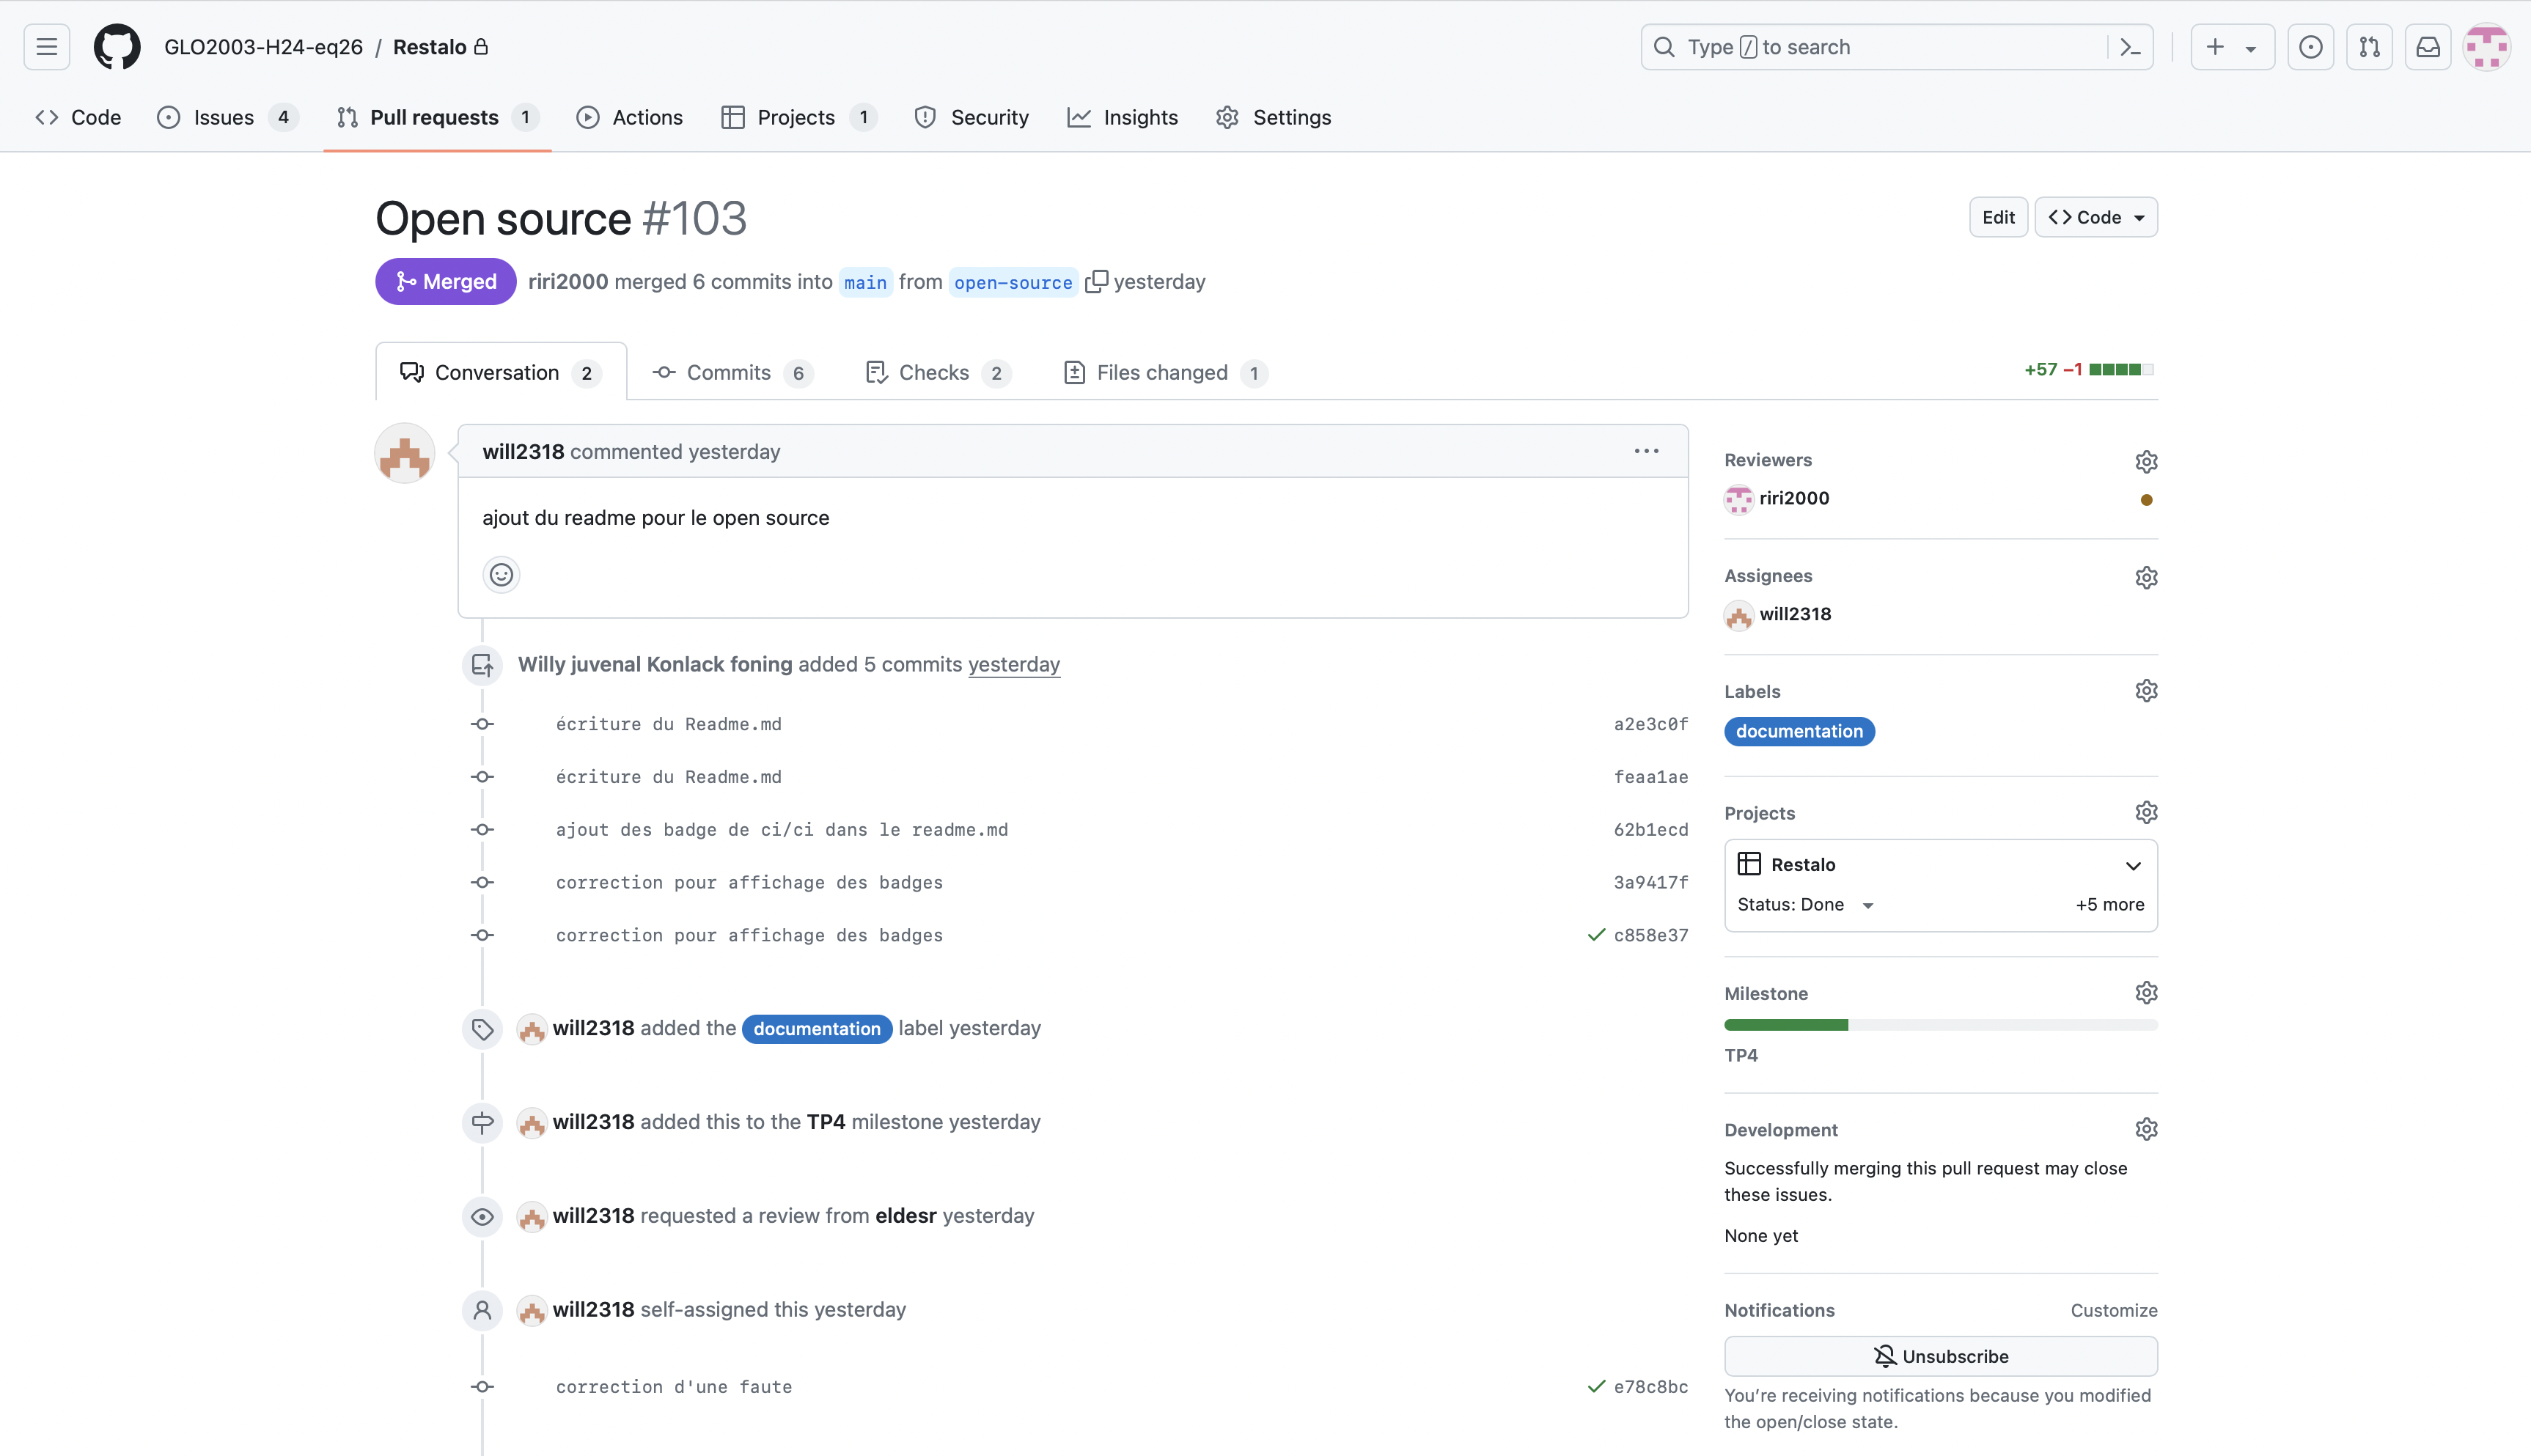 GLO2003-H24-eq26 / Restalo
Type / to search
Code
Issues 4
Pull requests 1
Actions
Projects 1
Security
Insights
Settings
Open source #103
Edit
Code
Merged
riri2000 merged 6 commits into main from open-source yesterday
Conversation 2
Commits 6
Checks 2
Files changed 1
+57 −1
will2318 commented yesterday
ajout du readme pour le open source
Willy juvenal Konlack foning added 5 commits yesterday
écriture du Readme.md a2e3c0f
écriture du Readme.md feaa1ae
ajout des badge de ci/ci dans le readme.md 62b1ecd
correction pour affichage des badges 3a9417f
correction pour affichage des badges c858e37
will2318 added the documentation label yesterday
will2318 added this to the TP4 milestone yesterday
will2318 requested a review from eldesr yesterday
will2318 self-assigned this yesterday
correction d'une faute e78c8bc
Reviewers
riri2000
Assignees
will2318
Labels
documentation
Projects
Restalo
Status: Done +5 more
Milestone
TP4
Development
Successfully merging this pull request may close
these issues.
None yet
Notifications Customize
Unsubscribe
You’re receiving notifications because you modified
the open/close state.